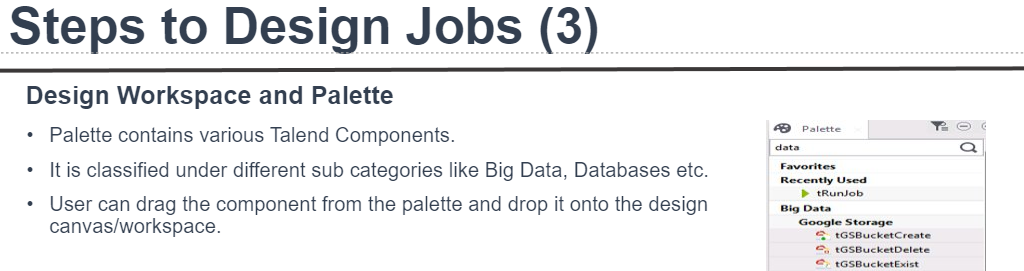 Steps to Design Jobs (3)
Design Workspace and Palette
• Palette contains various Talend Components.
• It is classified under different sub categories like Big Data, Databases etc.
• User can drag the component from the palette and drop it onto the design
canvas/workspace.
Palette
data
Favorites
Recently Used
tRunJob
Big Data
Google Storage
tGSBucketCreate
tGSBucketDelete
tGSBucketExist